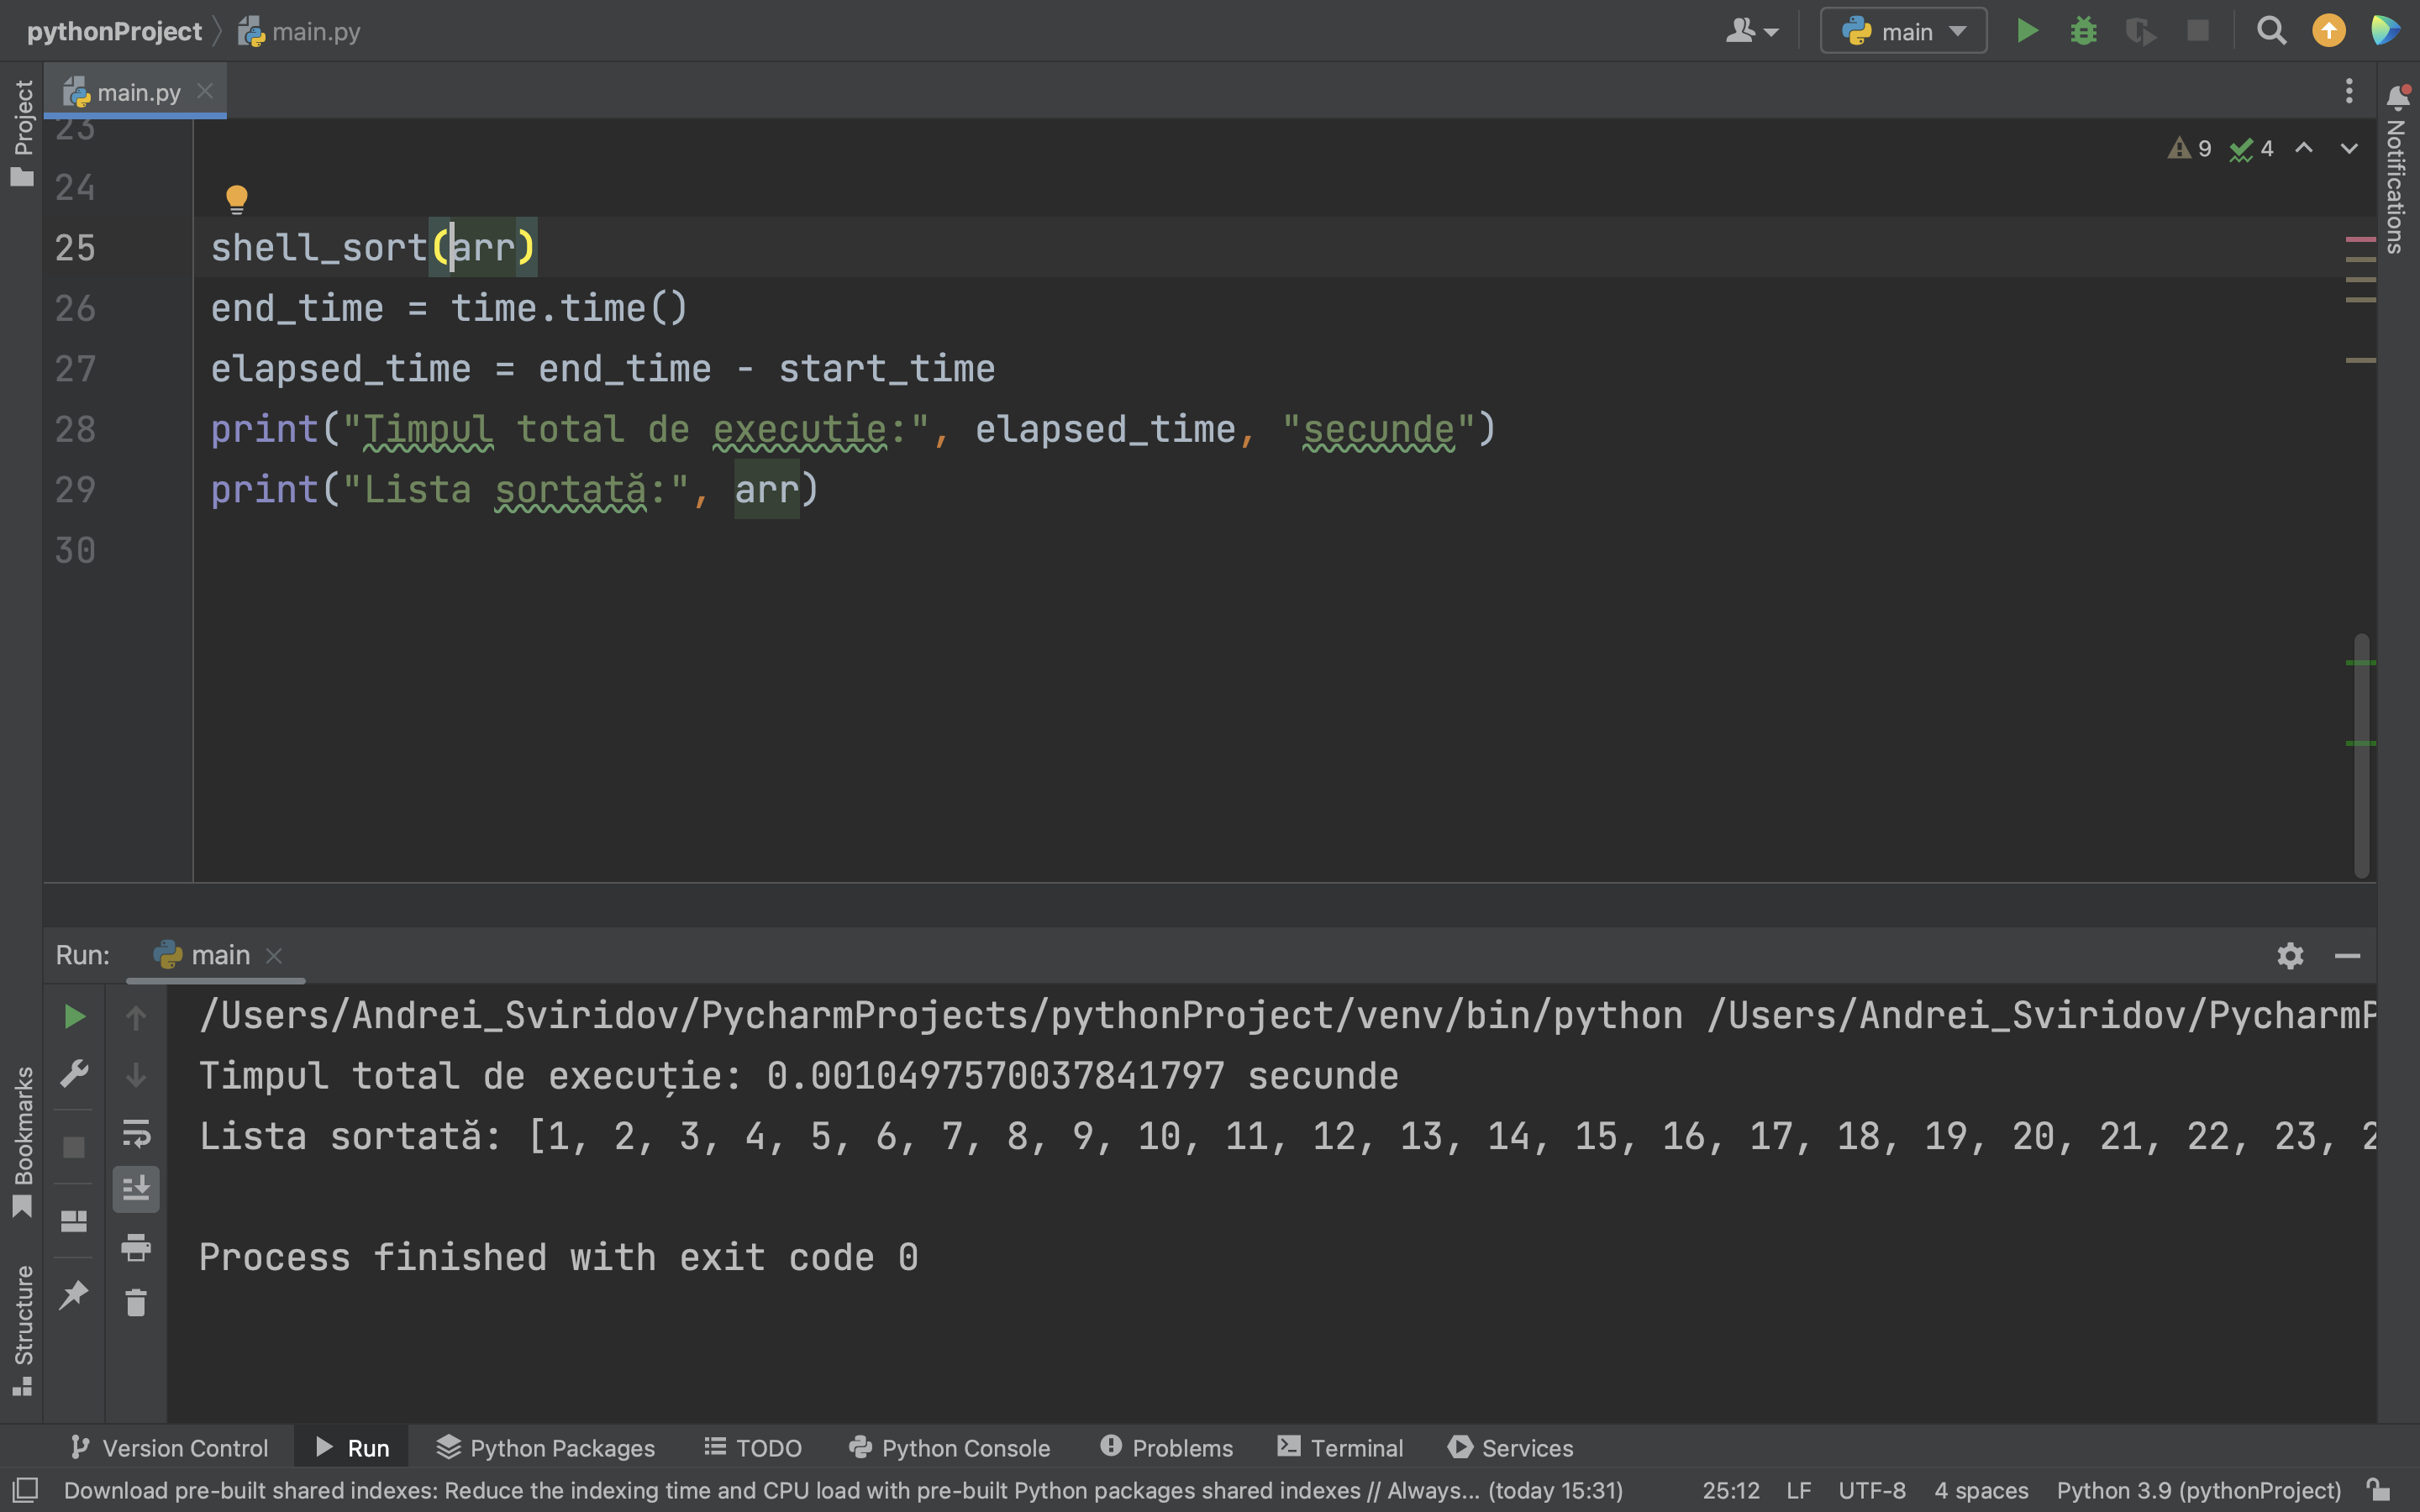 pythonProject main.py
main
Project
main.py
Notifications
9 4
23
24
25 shell_sort(arr)
26 end_time = time.time()
27 elapsed_time = end_time - start_time
28 print("Timpul total de executie:", elapsed_time, "secunde")
29 print("Lista sortată:", arr)
30
Run: main
/Users/Andrei_Sviridov/PycharmProjects/pythonProject/venv/bin/python /Users/Andrei_Sviridov/PycharmP
Timpul total de execuție: 0.0010497570037841797 secunde
Lista sortată: [1, 2, 3, 4, 5, 6, 7, 8, 9, 10, 11, 12, 13, 14, 15, 16, 17, 18, 19, 20, 21, 22, 23, 2
Process finished with exit code 0
Bookmarks
Structure
Version Control Run Python Packages TODO Python Console Problems Terminal Services
Download pre-built shared indexes: Reduce the indexing time and CPU load with pre-built Python packages shared indexes // Always... (today 15:31) 25:12 LF UTF-8 4 spaces Python 3.9 (pythonProject)